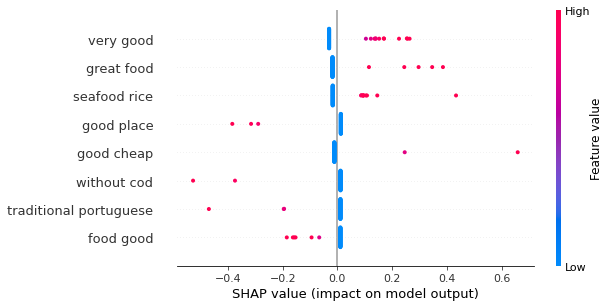 High
very good
great food
seafood rice
good place
good cheap
without cod
traditional portuguese
food good
Feature value
Low
−0.4 −0.2 0.0 0.2 0.4 0.6
SHAP value (impact on model output)